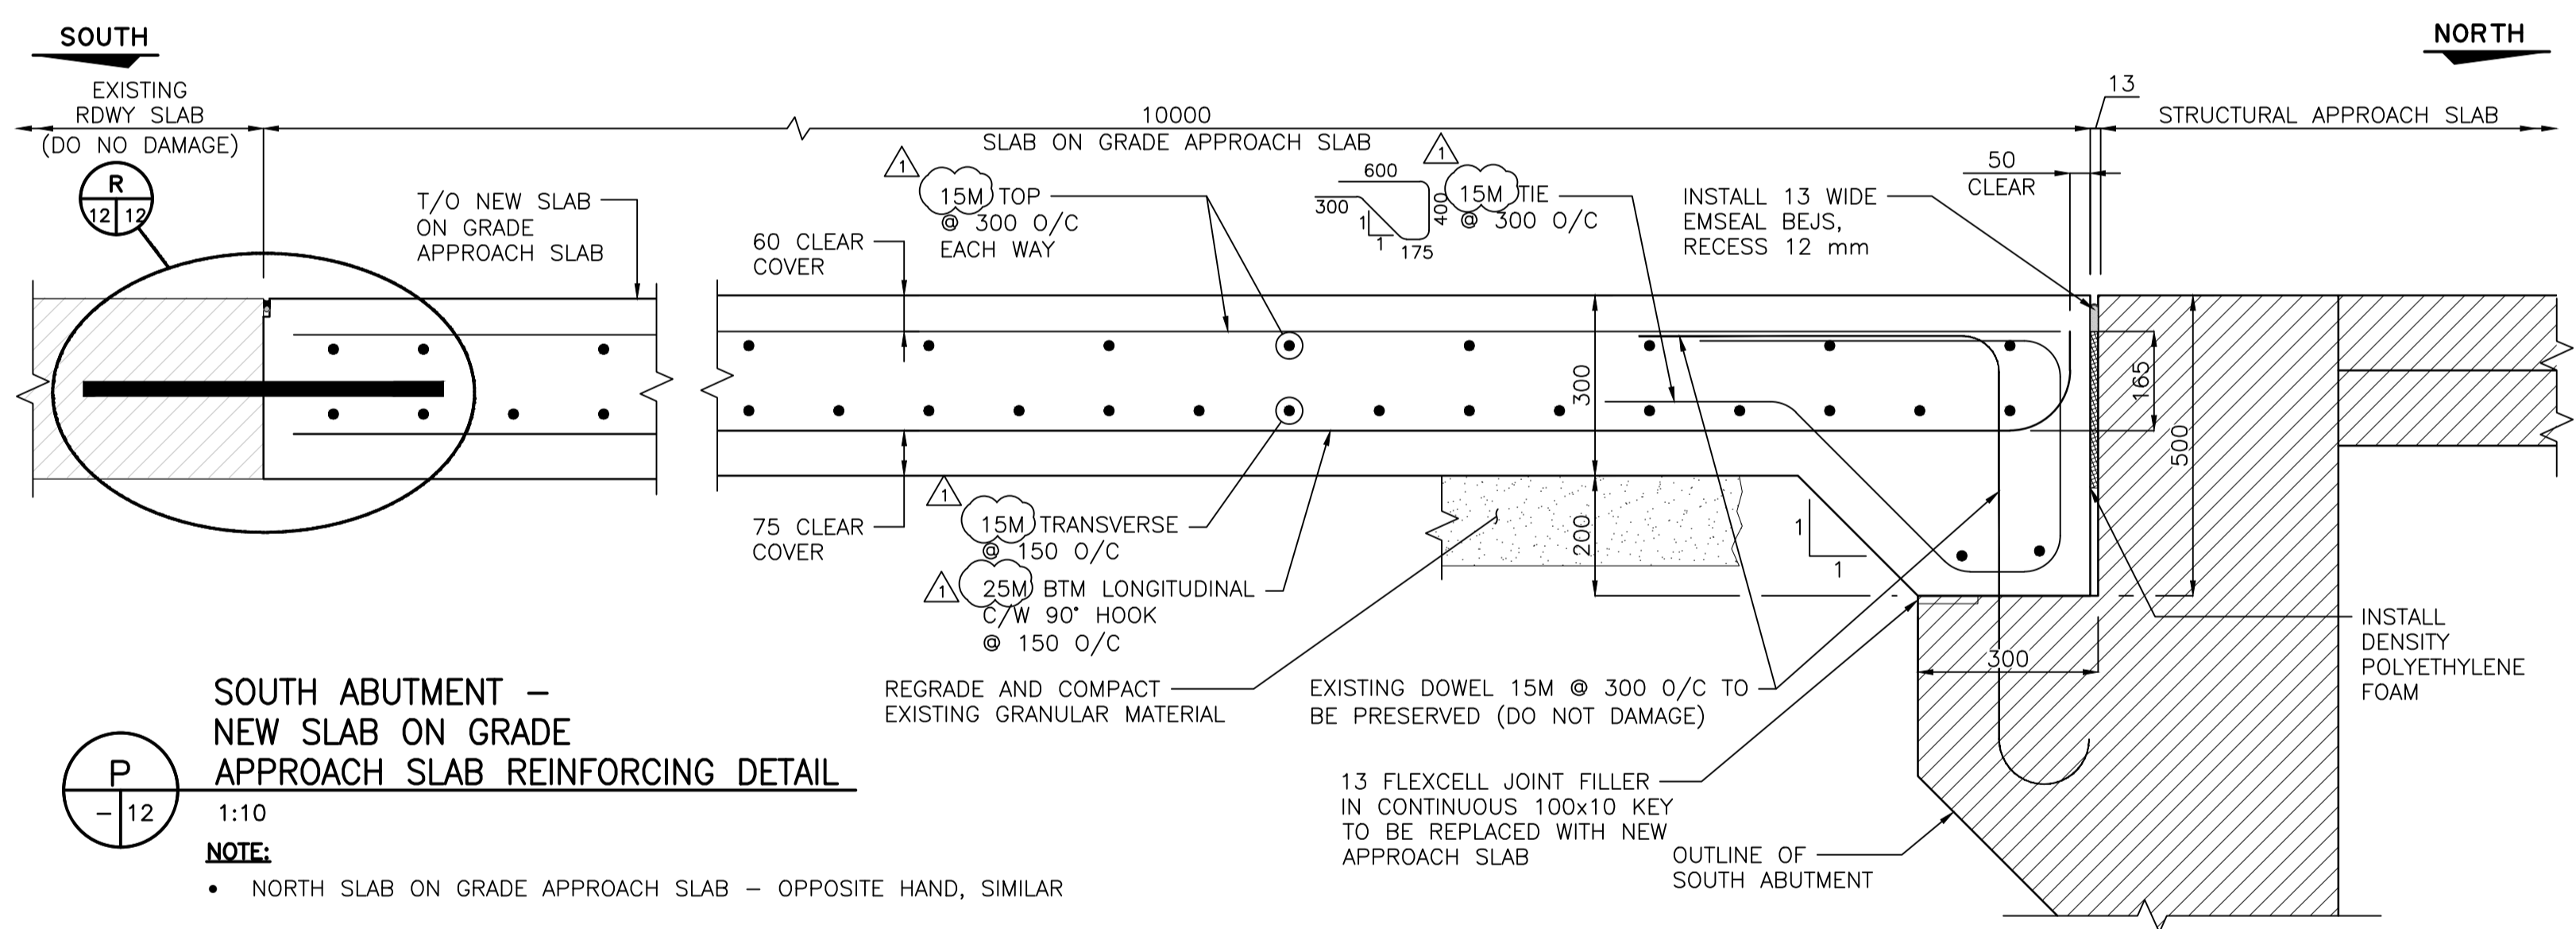 SOUTH
NORTH
EXISTING
RDWY SLAB
(DO NO DAMAGE)
10000
SLAB ON GRADE APPROACH SLAB
13
STRUCTURAL APPROACH SLAB
50
CLEAR
R
12 12
T/O NEW SLAB
ON GRADE
APPROACH SLAB
60 CLEAR
COVER
1
15M TOP
@ 300 O/C
EACH WAY
600
300
400
1
1
175
1
15M TIE
@ 300 O/C
INSTALL 13 WIDE
EMSEAL BEJS,
RECESS 12 mm
300
165
500
200
1
1
75 CLEAR
COVER
1
15M TRANSVERSE
@ 150 O/C
1
25M BTM LONGITUDINAL
C/W 90° HOOK
@ 150 O/C
REGRADE AND COMPACT
EXISTING GRANULAR MATERIAL
EXISTING DOWEL 15M @ 300 O/C TO
BE PRESERVED (DO NOT DAMAGE)
300
INSTALL
DENSITY
POLYETHYLENE
FOAM
13 FLEXCELL JOINT FILLER
IN CONTINUOUS 100x10 KEY
TO BE REPLACED WITH NEW
APPROACH SLAB
OUTLINE OF
SOUTH ABUTMENT
P
– 12
SOUTH ABUTMENT –
NEW SLAB ON GRADE
APPROACH SLAB REINFORCING DETAIL
1:10
NOTE:
• NORTH SLAB ON GRADE APPROACH SLAB – OPPOSITE HAND, SIMILAR